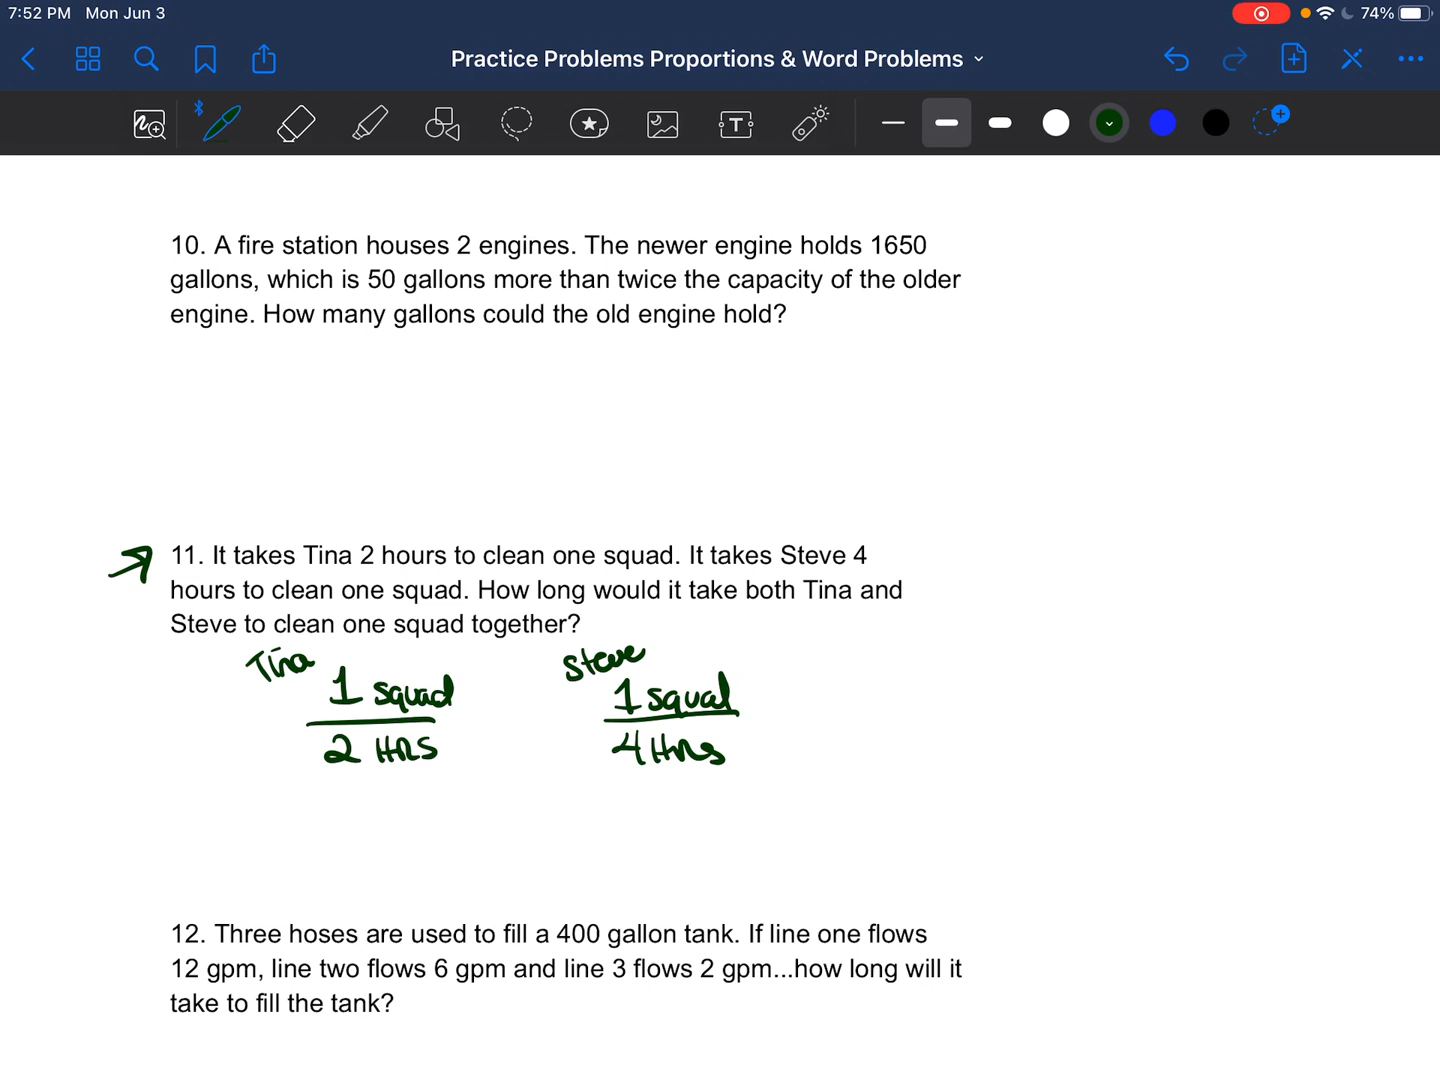 7:52 PM Mon Jun 3
74%
Practice Problems Proportions & Word Problems
10. A fire station houses 2 engines. The newer engine holds 1650
gallons, which is 50 gallons more than twice the capacity of the older
engine. How many gallons could the old engine hold?
11. It takes Tina 2 hours to clean one squad. It takes Steve 4
hours to clean one squad. How long would it take both Tina and
Steve to clean one squad together?
Tina Steve
1 squad 1 squad
2 HRS 4 HRS
12. Three hoses are used to fill a 400 gallon tank. If line one flows
12 gpm, line two flows 6 gpm and line 3 flows 2 gpm...how long will it
take to fill the tank?